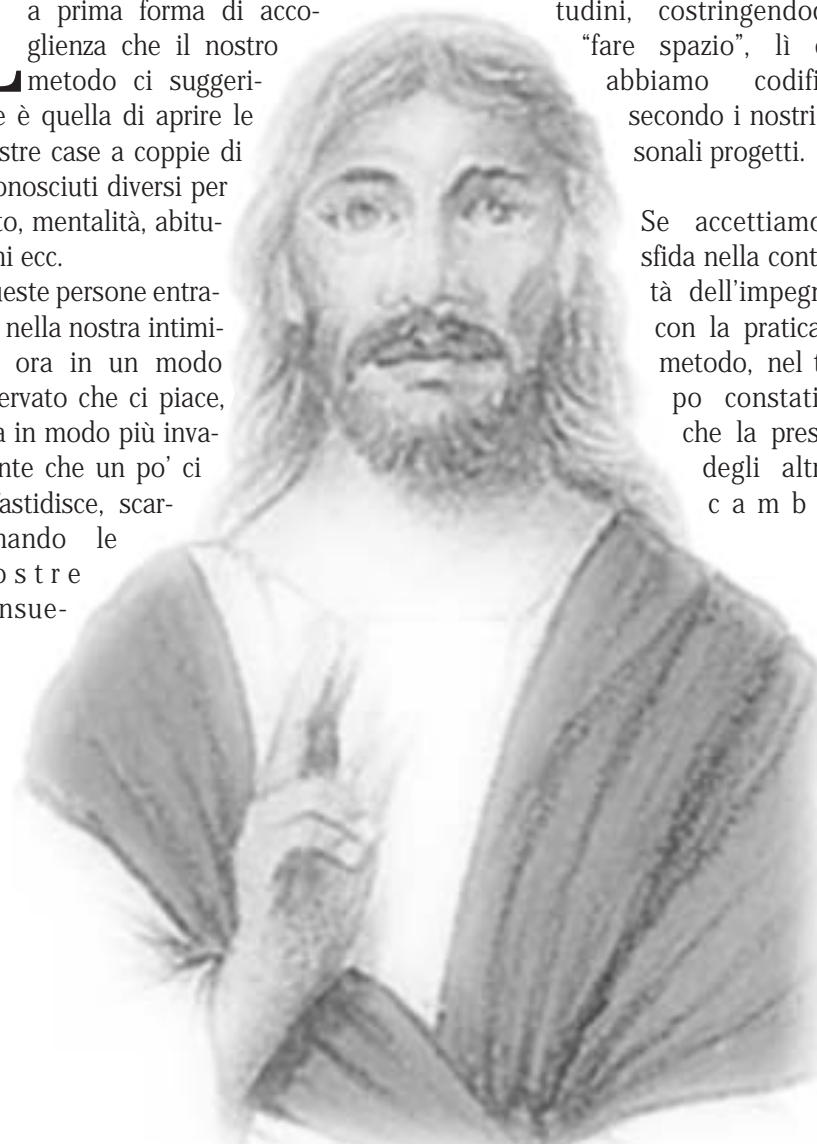 La prima forma di acco-
glienza che il nostro
metodo ci suggeri-
e è quella di aprire le
stre case a coppie di
onosciuti diversi per
to, mentalità, abitu-
ni ecc.
ueste persone entra-
nella nostra intimi-
ora in un modo
ervato che ci piace,
a in modo più inva-
nte che un po’ ci
astidisce, scar-
nando le
ostre
nsue-
tudini, costringendoc
“fare spazio”, lì
abbiamo codifi
secondo i nostri
sonali progetti.
Se accettiamo
sfida nella cont
tà dell'impegn
con la pratica
metodo, nel t
po constati
che la pres
degli altr
camb